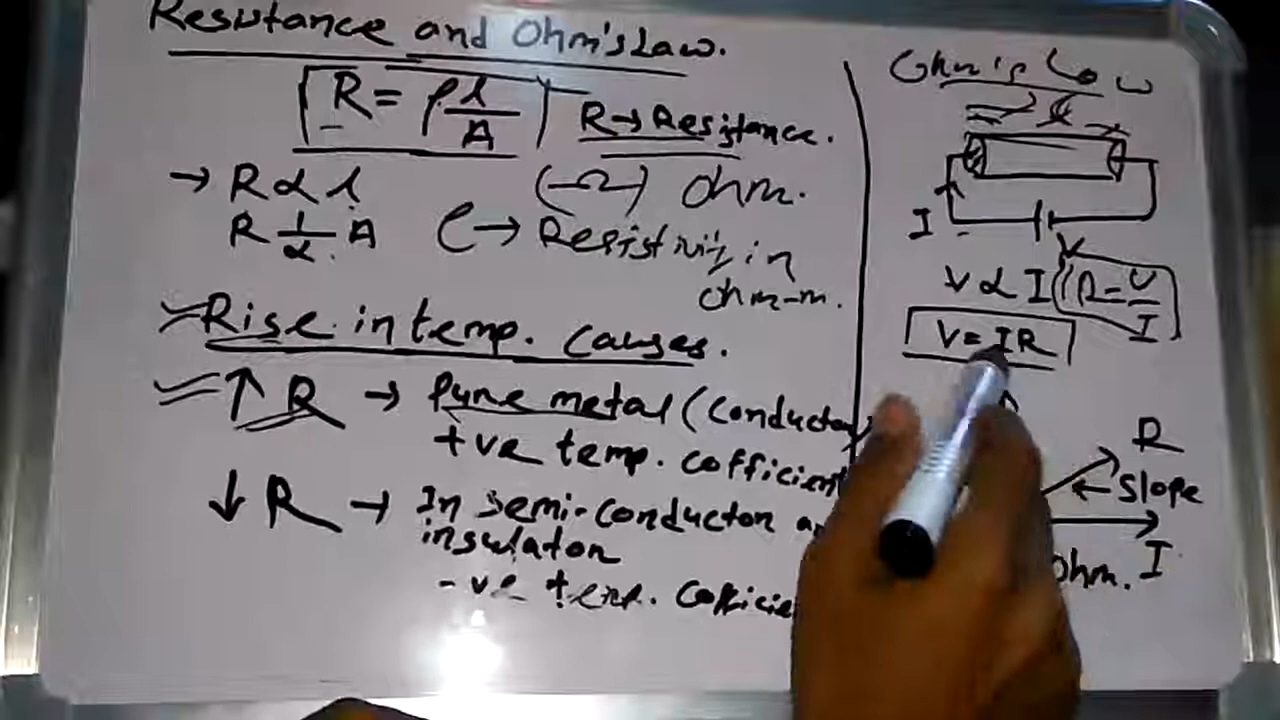 Resistance and Ohm's Law.
R = ρl/A
R → Resistance.
→ R α l
(Ω) ohm.
R 1/α A
ρ → Resistivity in
ohm-m.
Rise in temp. causes.
↑ R → Pure metal (Conductor)
+ve temp. cofficient
↓ R → In semi-conductor
insulator
-ve temp. Coffici
Ohm's Law
I
V
V α I
R = V/I
V = IR
R
← Slope
I
ohm.